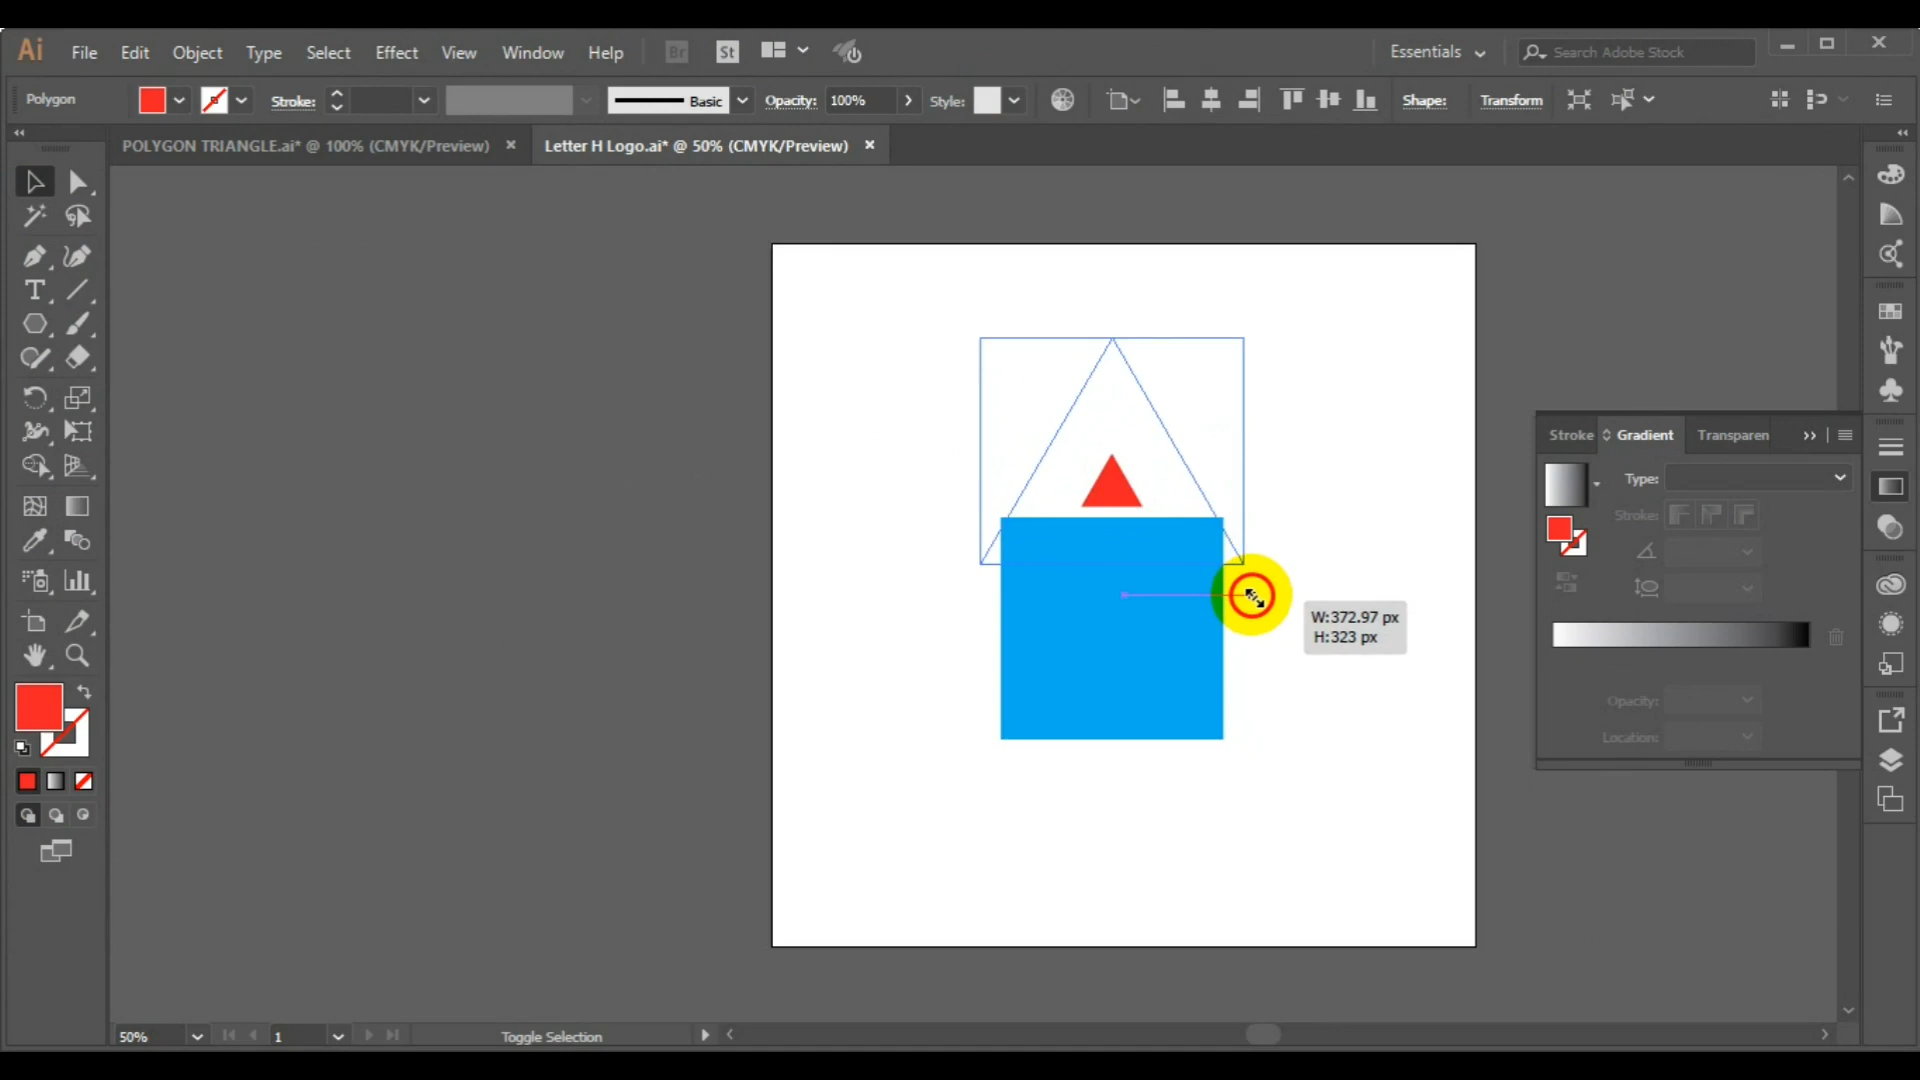 Ai File Edit Object Type Select Effect View Window Help Br St Essentials Search Adobe Stock
Polygon Stroke: Basic Opacity: 100% Style: Shape: Transform
POLYGON TRIANGLE.ai* @ 100% (CMYK/Preview) Letter H Logo.ai* @ 50% (CMYK/Preview)
Stroke Gradient Transparen
Type:
Stroke:
W:372.97 px
H:323 px
Opacity:
Location:
50% 1 Toggle Selection